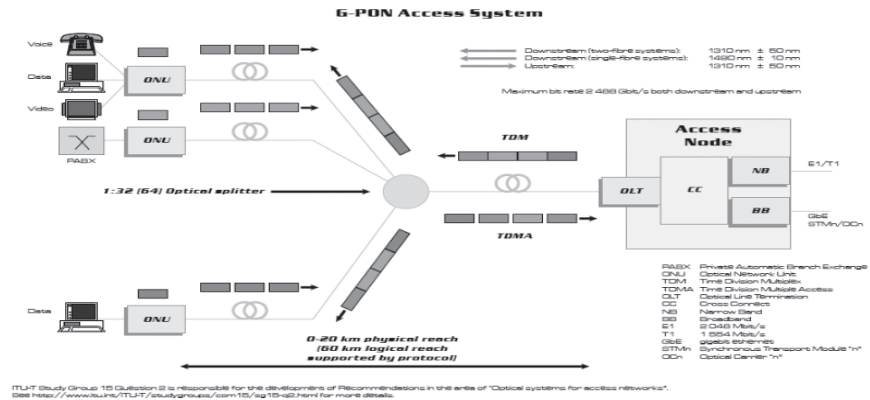 G-PON Access System
Voice
Data
Video
PABX
ONU
ONU
Downstream (two-fibre systems): 1310 nm ± 50 nm
Downstream (single-fibre systems): 1490 nm ± 10 nm
Upstream: 1310 nm ± 50 nm
Maximum bit rate 2 488 Gbit/s both downstream and upstream
TDM
Access
Node
E1/T1
NB
OLT
CC
BB
GbE
STMn/OCn
1:32 (64) Optical splitter
TDMA
Data
ONU
0-20 km physical reach
(60 km logical reach
supported by protocol)
PABX Private Automatic Branch Exchange
ONU Optical Network Unit
TDM Time Division Multiplex
TDMA Time Division Multiple Access
OLT Optical Line Termination
CC Cross Connect
NB Narrow Band
BB Broadband
E1 2 048 Mbit/s
T1 1 554 Mbit/s
GbE gigabit ethernet
STMn Synchronous Transport Module "n"
OCn Optical Carrier "n"
ITU-T Study Group 15 Question 2 is responsible for the development of Recommendations in the area of "Optical systems for access networks".
See http://www.itu.int/ITU-T/studygroups/com15/sg15-q2.html for more details.